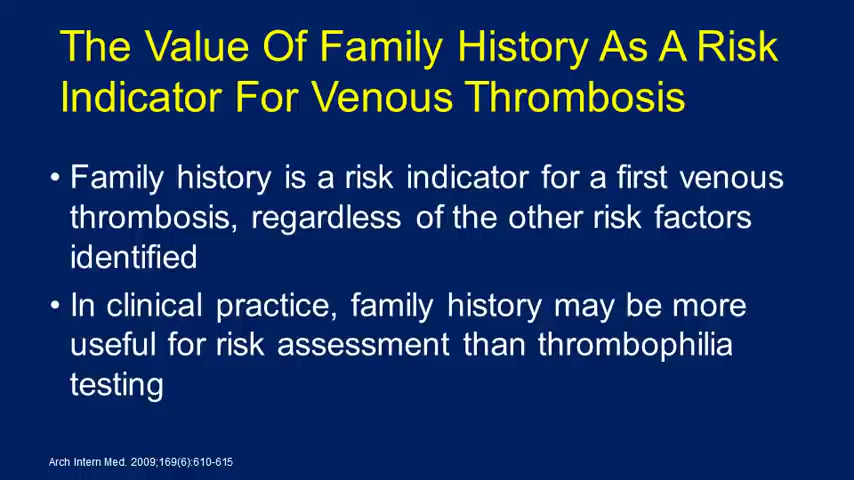 The Value Of Family History As A Risk
Indicator For Venous Thrombosis
• Family history is a risk indicator for a first venous
thrombosis, regardless of the other risk factors
identified
• In clinical practice, family history may be more
useful for risk assessment than thrombophilia
testing
Arch Intern Med. 2009;169(6):610-615